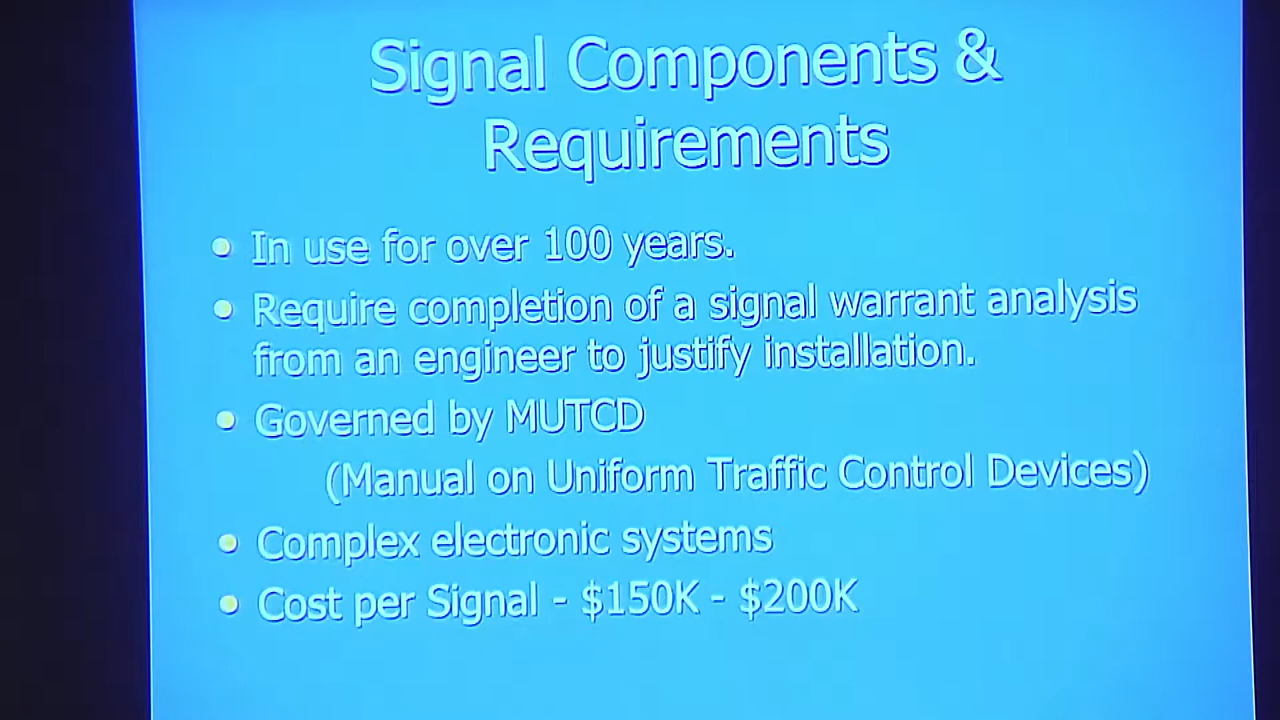 Signal Components &
Requirements
• In use for over 100 years.
• Require completion of a signal warrant analysis
from an engineer to justify installation.
• Governed by MUTCD
(Manual on Uniform Traffic Control Devices)
• Complex electronic systems
• Cost per Signal - $150K - $200K